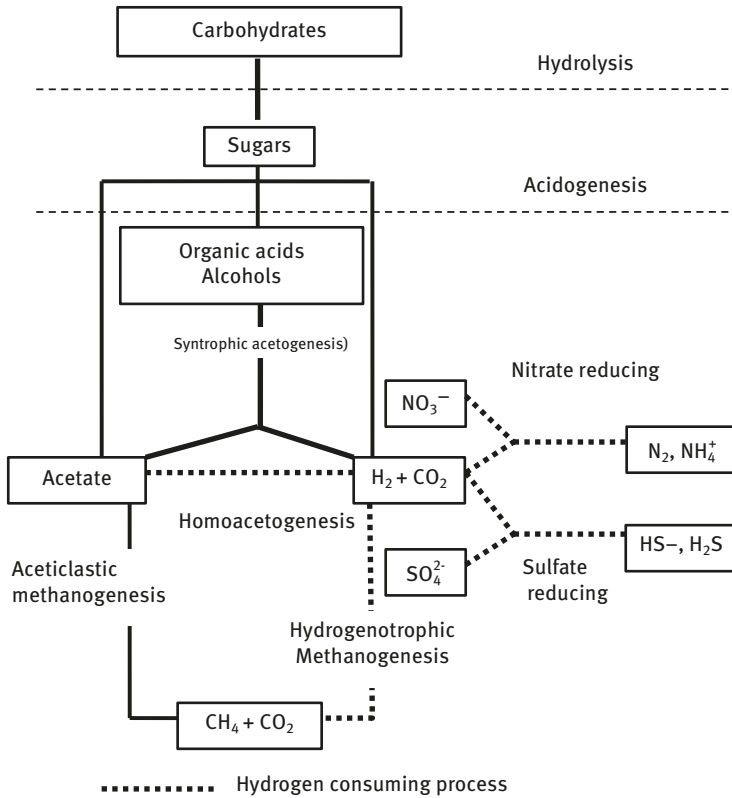 Carbohydrates
Hydrolysis
Sugars
Acidogenesis
Organic acids
Alcohols
Syntrophic acetogenesis)
Nitrate reducing
NO₃⁻
N₂, NH₄⁺
Acetate
H₂ + CO₂
Homoacetogenesis
HS–, H₂S
Aceticlastic
methanogenesis
SO₄²⁻
Sulfate
reducing
Hydrogenotrophic
Methanogenesis
CH₄ + CO₂
Hydrogen consuming process